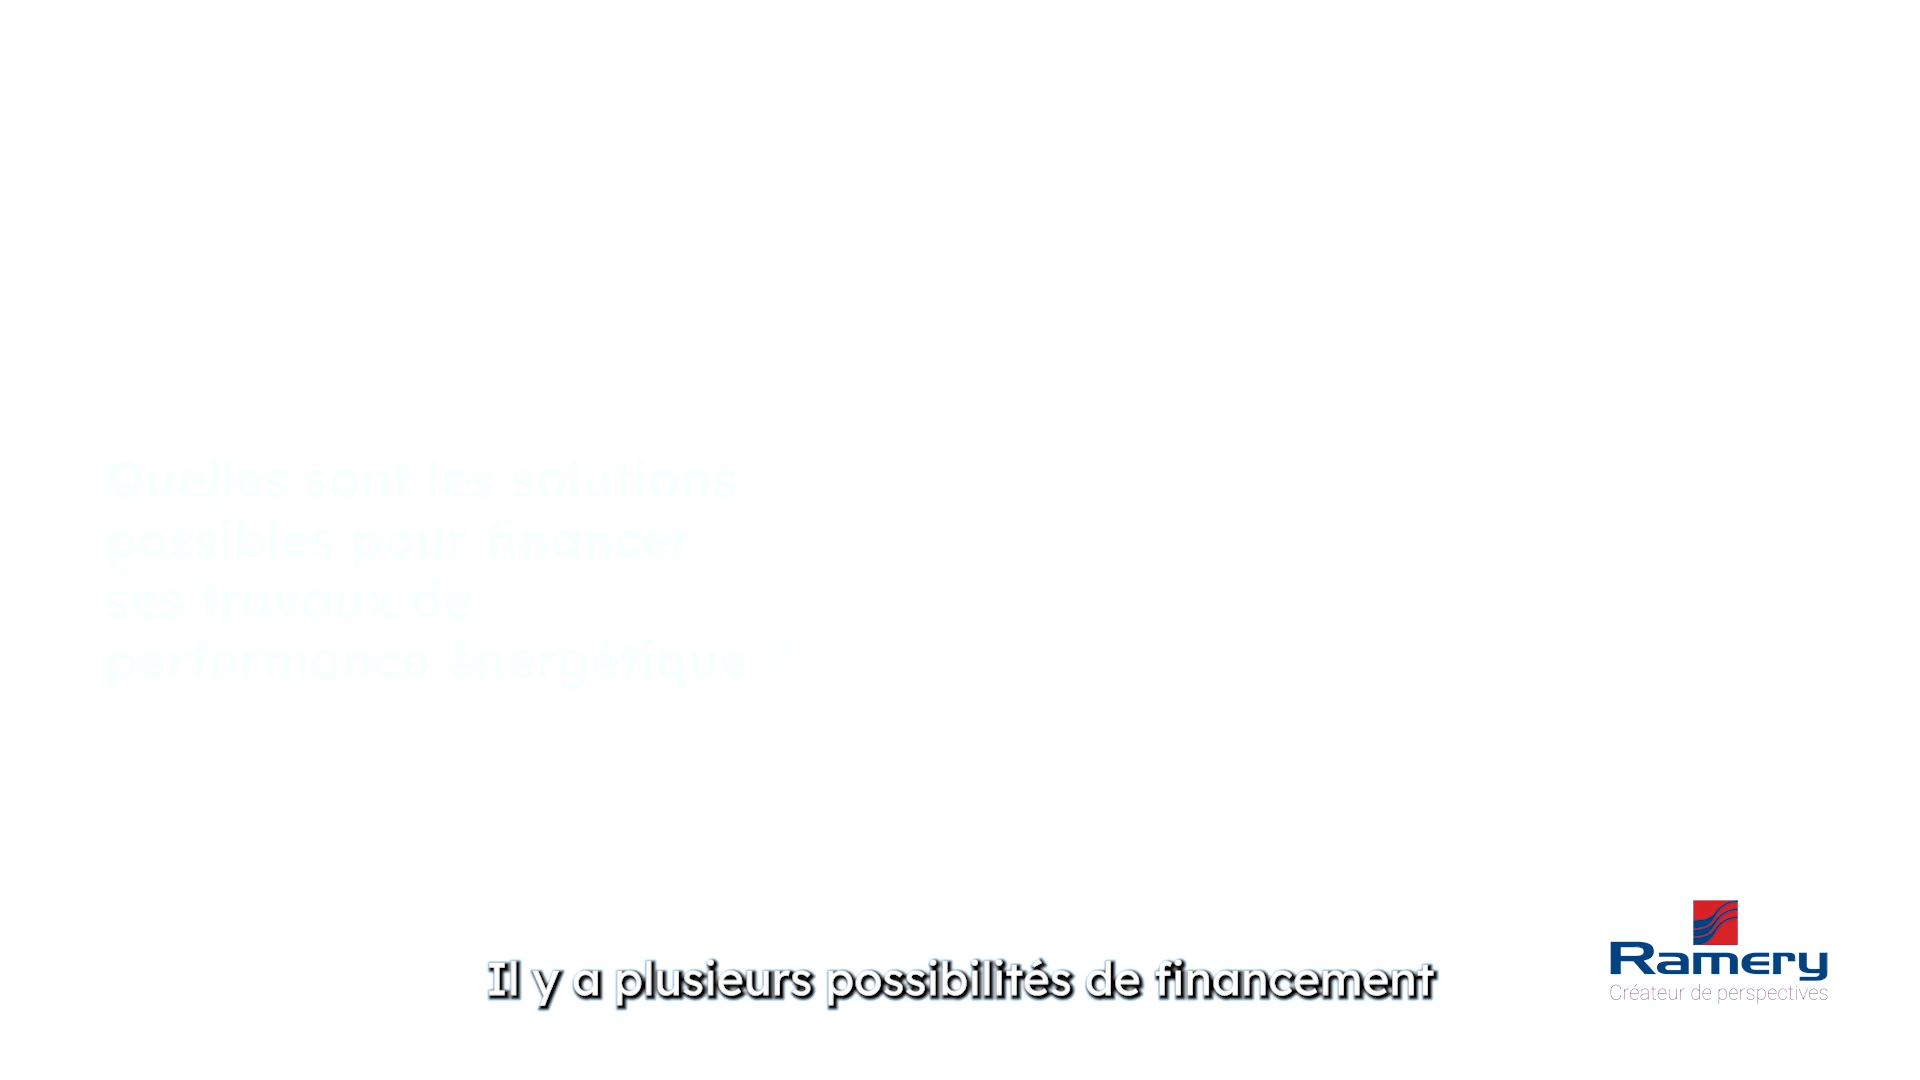 Quelles sont les solutions
possibles pour financer
ses travaux de
performance énergétique ?
Il y a plusieurs possibilités de financement
Ramery
Créateur de perspectives